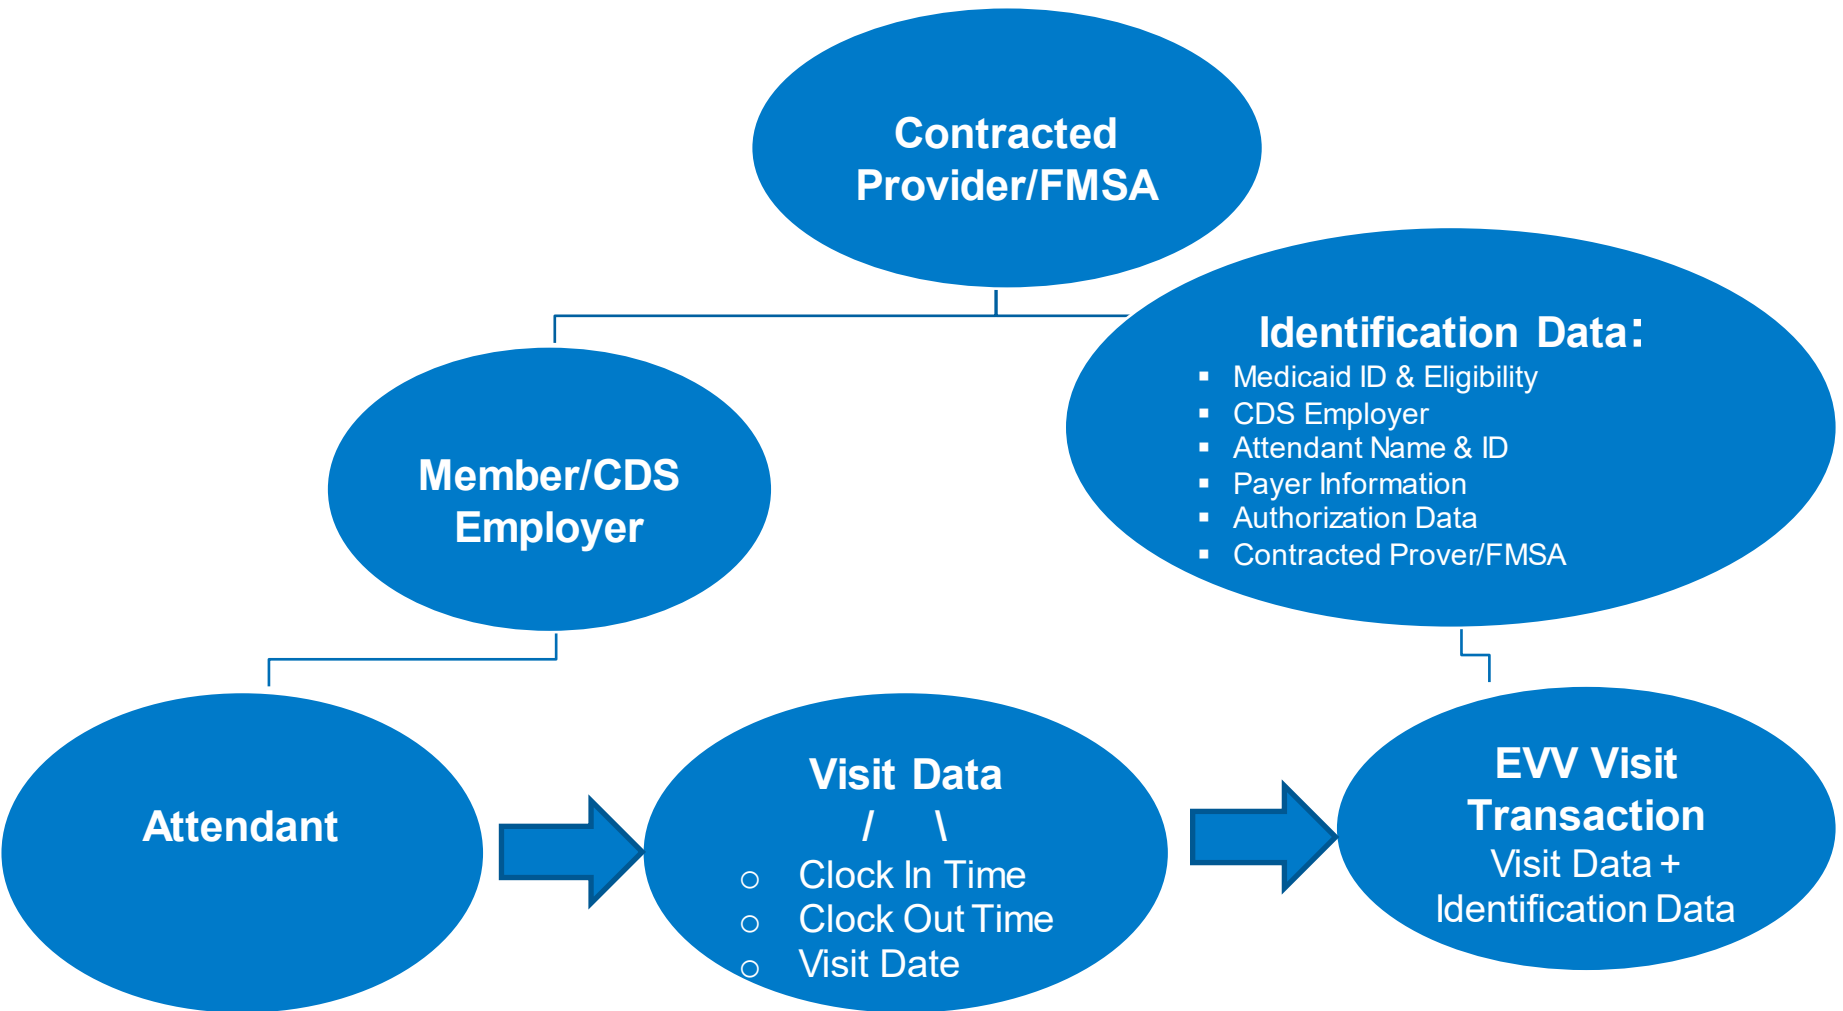 Contracted
Provider/FMSA
Identification Data:
▪ Medicaid ID & Eligibility
▪ CDS Employer
▪ Attendant Name & ID
▪ Payer Information
▪ Authorization Data
▪ Contracted Prover/FMSA
Member/CDS
Employer
Attendant
Visit Data
/ \
o Clock In Time
o Clock Out Time
o Visit Date
EVV Visit
Transaction
Visit Data +
Identification Data